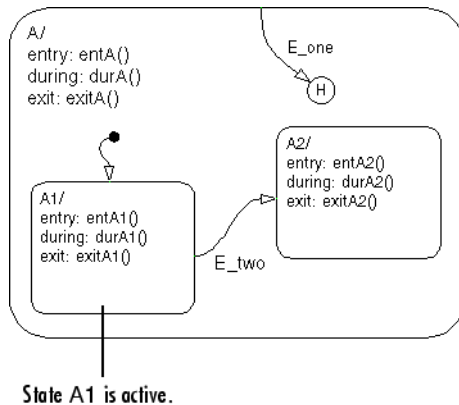 A/
entry: entA()
during: durA()
exit: exitA()
E_one
H
A1/
entry: entA1()
during: durA1()
exit: exitA1()
E_two
A2/
entry: entA2()
during: durA2()
exit: exitA2()
State A1 is active.